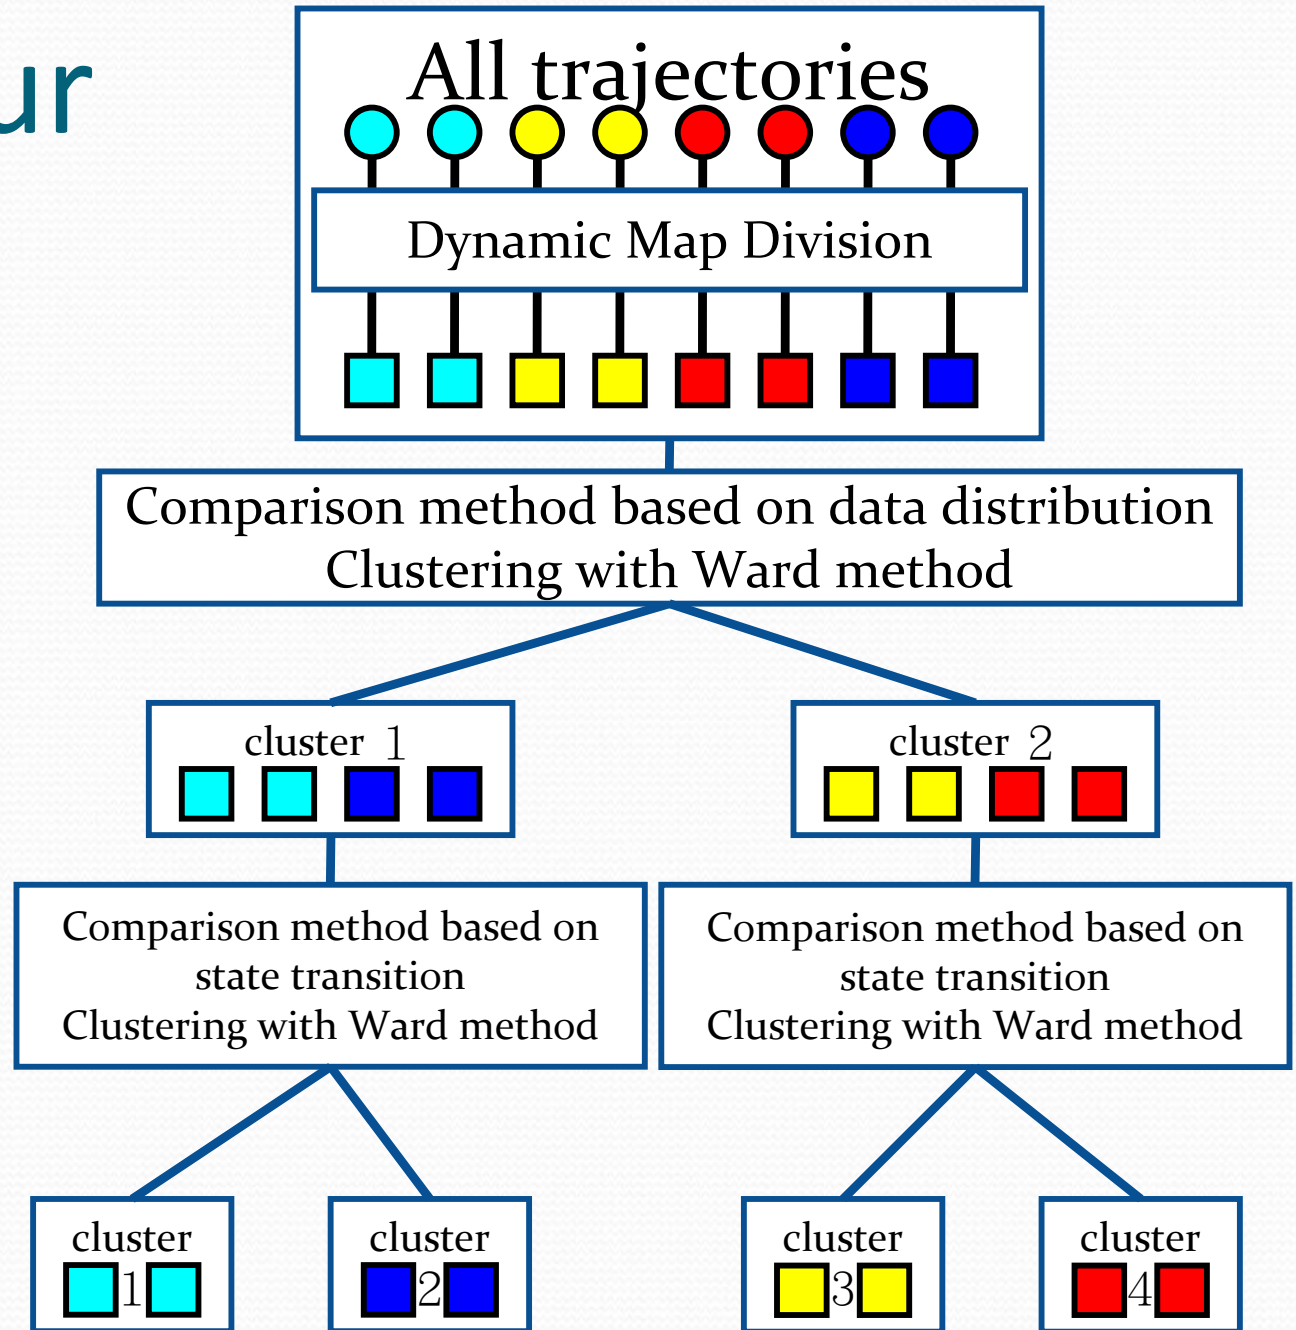 ur
All trajectories
Dynamic Map Division
Comparison method based on data distribution
Clustering with Ward method
cluster 1
cluster 2
Comparison method based on
state transition
Clustering with Ward method
Comparison method based on
state transition
Clustering with Ward method
cluster
1
cluster
2
cluster
3
cluster
4